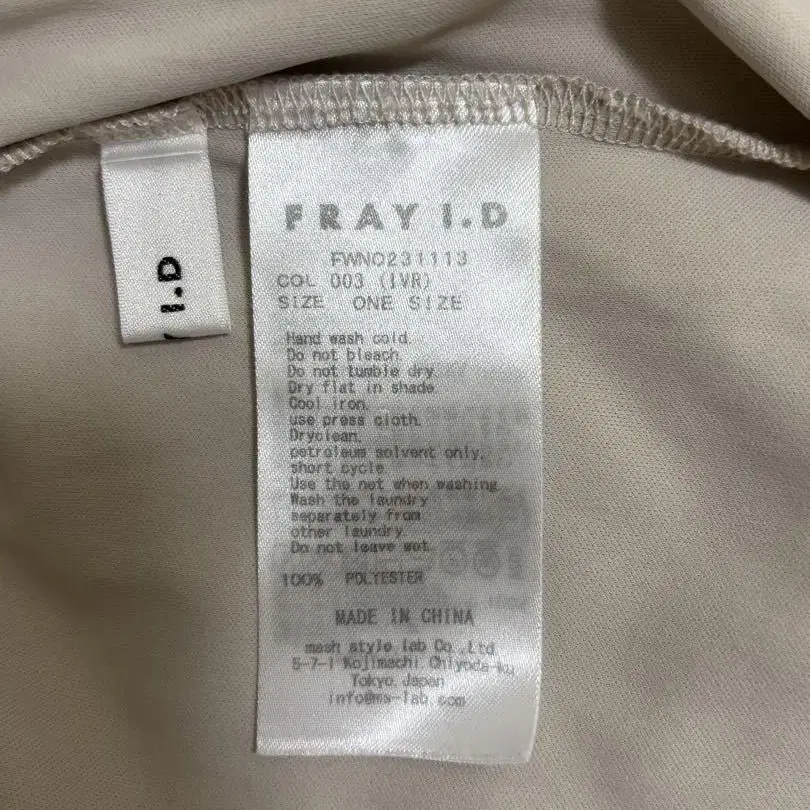 I.D
FRAY I.D
FWNO231113
COL 003 (IVR)
SIZE ONE SIZE
Hand wash cold.
Do not bleach.
Do not tumble dry.
Dry flat in shade.
Cool iron.
use press cloth.
Dryclean.
petroleum solvent only.
short cycle
Use the net when washing
Wash the laundry
separately from
other laundry.
Do not leave wet.
100% POLYESTER
MADE IN CHINA
mash style lab Co.,Ltd.
5-7-1 Kojimachi Chiyoda-ku,
Tokyo, Japan
info@ms-lab.com